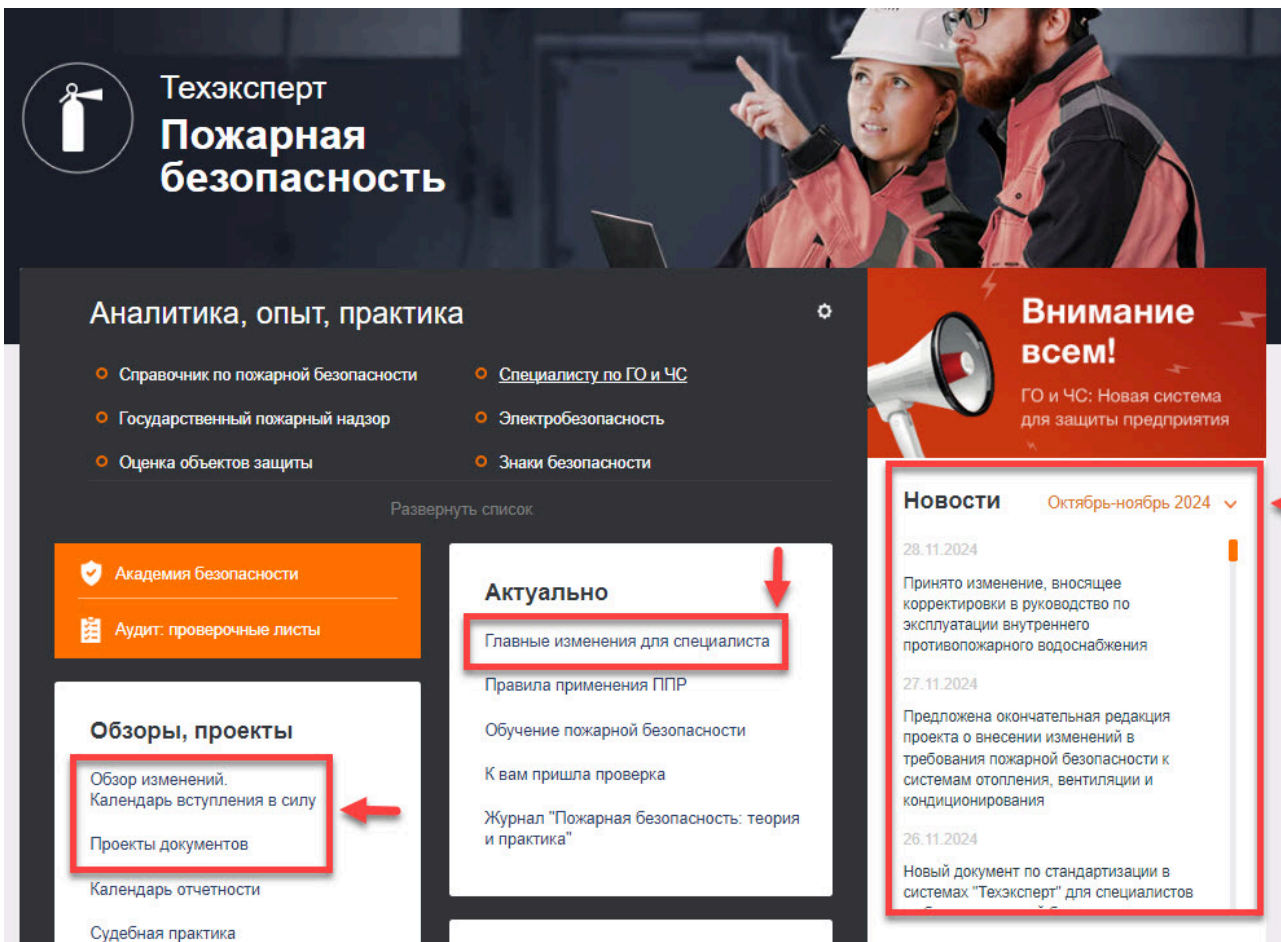 Техэксперт
Пожарная
безопасность
Аналитика, опыт, практика
Справочник по пожарной безопасности
Специалисту по ГО и ЧС
Государственный пожарный надзор
Электробезопасность
Оценка объектов защиты
Знаки безопасности
Развернуть список
Академия безопасности
Аудит: проверочные листы
Обзоры, проекты
Обзор изменений.
Календарь вступления в силу
Проекты документов
Календарь отчетности
Судебная практика
Актуально
Главные изменения для специалиста
Правила применения ППР
Обучение пожарной безопасности
К вам пришла проверка
Журнал "Пожарная безопасность: теория
и практика"
Внимание
всем!
ГО и ЧС: Новая система
для защиты предприятия
Новости
Октябрь-ноябрь 2024
28.11.2024
Принято изменение, вносящее
корректировки в руководство по
эксплуатации внутреннего
противопожарного водоснабжения
27.11.2024
Предложена окончательная редакция
проекта о внесении изменений в
требования пожарной безопасности к
системам отопления, вентиляции и
кондиционирования
26.11.2024
Новый документ по стандартизации в
системах "Техэксперт" для специалистов